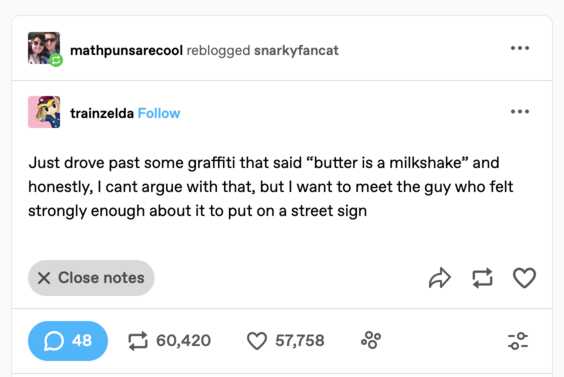 mathpunsarecool reblogged snarkyfancat
trainzelda Follow
Just drove past some graffiti that said “butter is a milkshake” and
honestly, I cant argue with that, but I want to meet the guy who felt
strongly enough about it to put on a street sign
Close notes
48 60,420 57,758